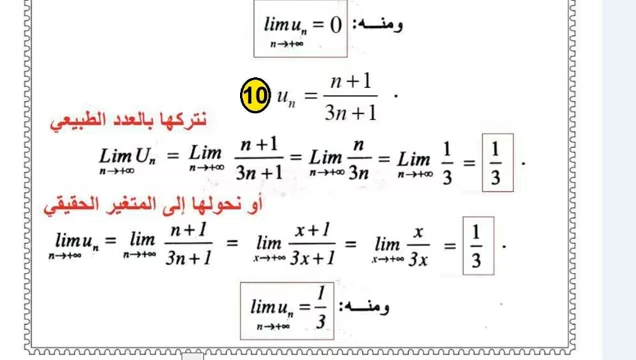 ومنـــه: lim u_n = 0 n→+∞
10 u_n = (n+1)/(3n+1) .
نتركها بالعدد الطبيعي
Lim U_n n→+∞ = Lim n→+∞ (n+1)/(3n+1) = Lim n→+∞ n/3n = Lim n→+∞ 1/3 = 1/3 .
أو نحولها إلى المتغير الحقيقي
lim u_n n→+∞ = lim n→+∞ (n+1)/(3n+1) = lim x→+∞ (x+1)/(3x+1) = lim x→+∞ x/3x = 1/3 .
ومنـــه: lim u_n = 1/3 n→+∞